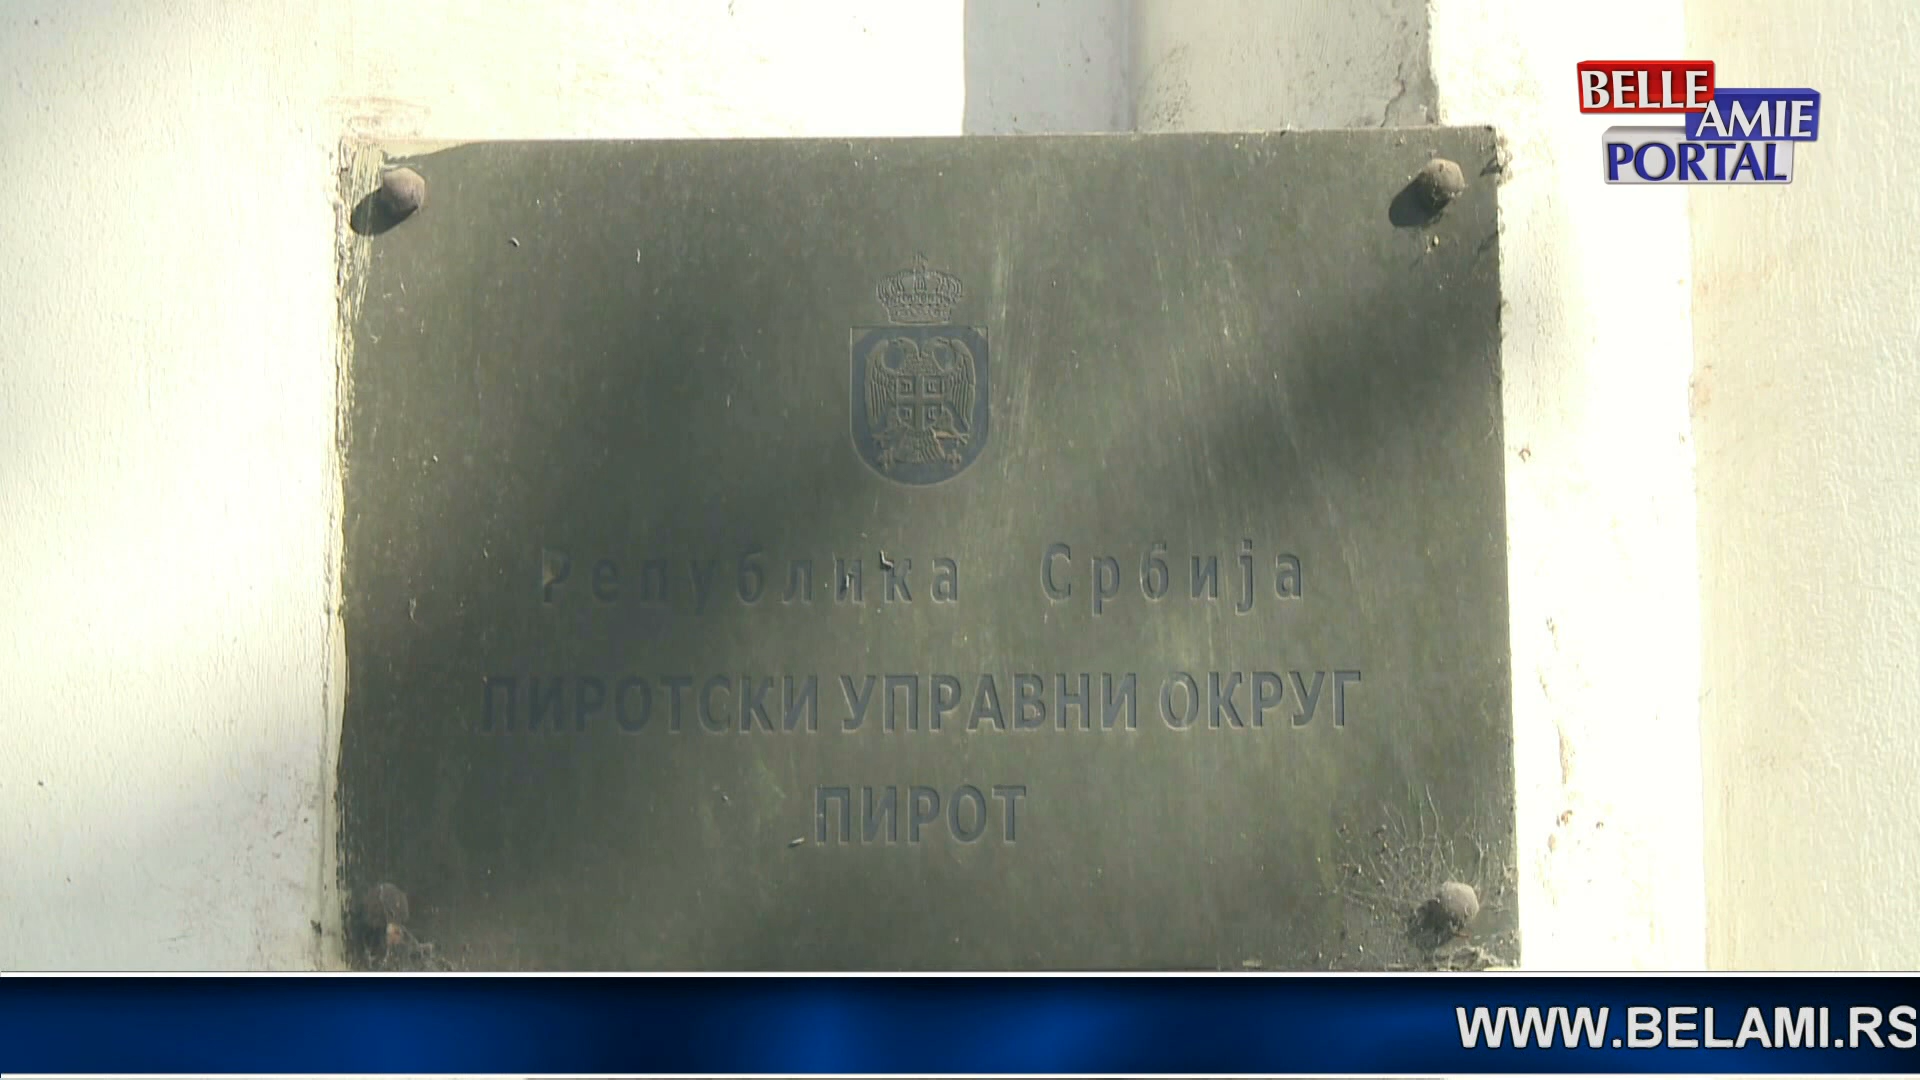 BELLE
AMIE
PORTAL
Република Србија
ПИРОТСКИ УПРАВНИ ОКРУГ
ПИРОТ
WWW.BELAMI.RS